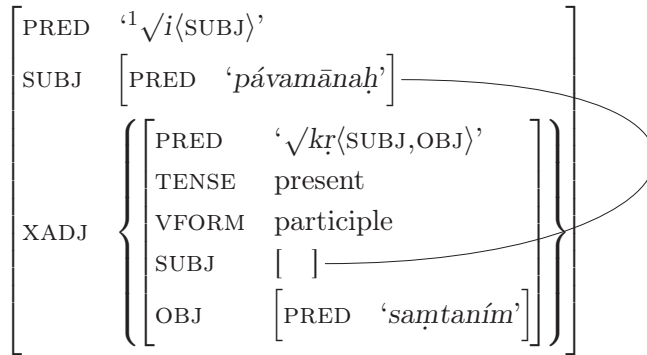 PRED ‘¹√i⟨SUBJ⟩’
SUBJ [PRED ‘pávamānaḥ’]
PRED ‘√kṛ⟨SUBJ,OBJ⟩’
TENSE present
XADJ VFORM participle
SUBJ [ ]
OBJ [PRED ‘saṃtaním’]